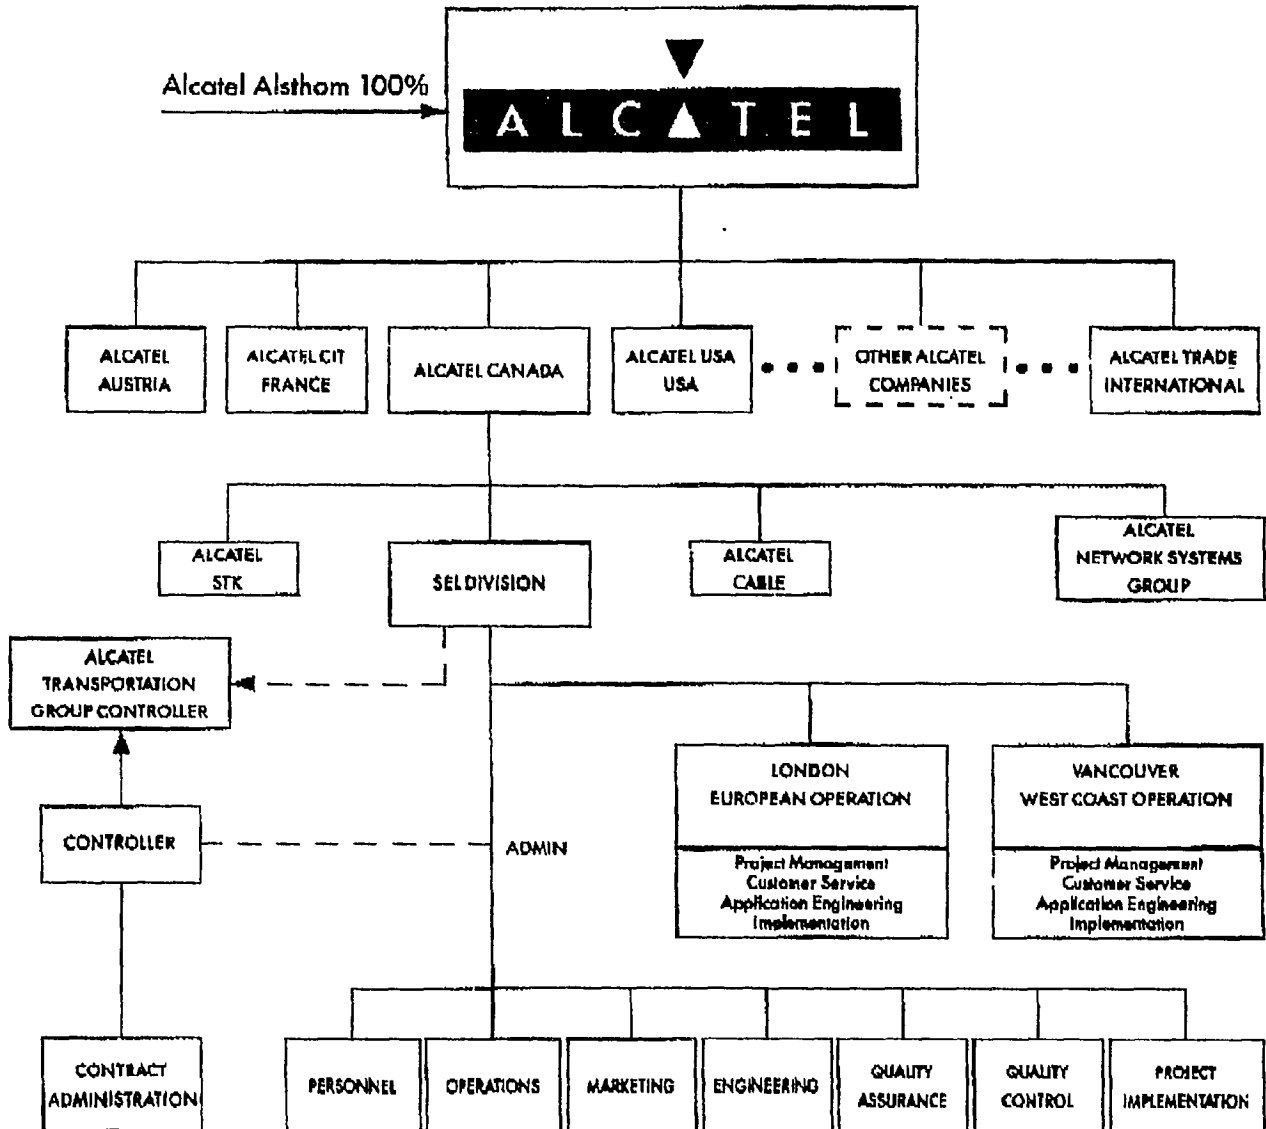 Alcatel Alsthom 100%
ALCATEL
ALCATEL
AUSTRIA
ALCATEL CIT
FRANCE
ALCATEL CANADA
ALCATEL USA
USA
OTHER ALCATEL
COMPANIES
ALCATEL TRADE
INTERNATIONAL
ALCATEL
STK
SEL DIVISION
ALCATEL
CABLE
ALCATEL
NETWORK SYSTEMS
GROUP
ALCATEL
TRANSPORTATION
GROUP CONTROLLER
LONDON
EUROPEAN OPERATION
VANCOUVER
WEST COAST OPERATION
CONTROLLER
ADMIN
Project Management
Customer Service
Application Engineering
Implementation
Project Management
Customer Service
Application Engineering
Implementation
CONTRACT
ADMINISTRATION
PERSONNEL
OPERATIONS
MARKETING
ENGINEERING
QUALITY
ASSURANCE
QUALITY
CONTROL
PROJECT
IMPLEMENTATION